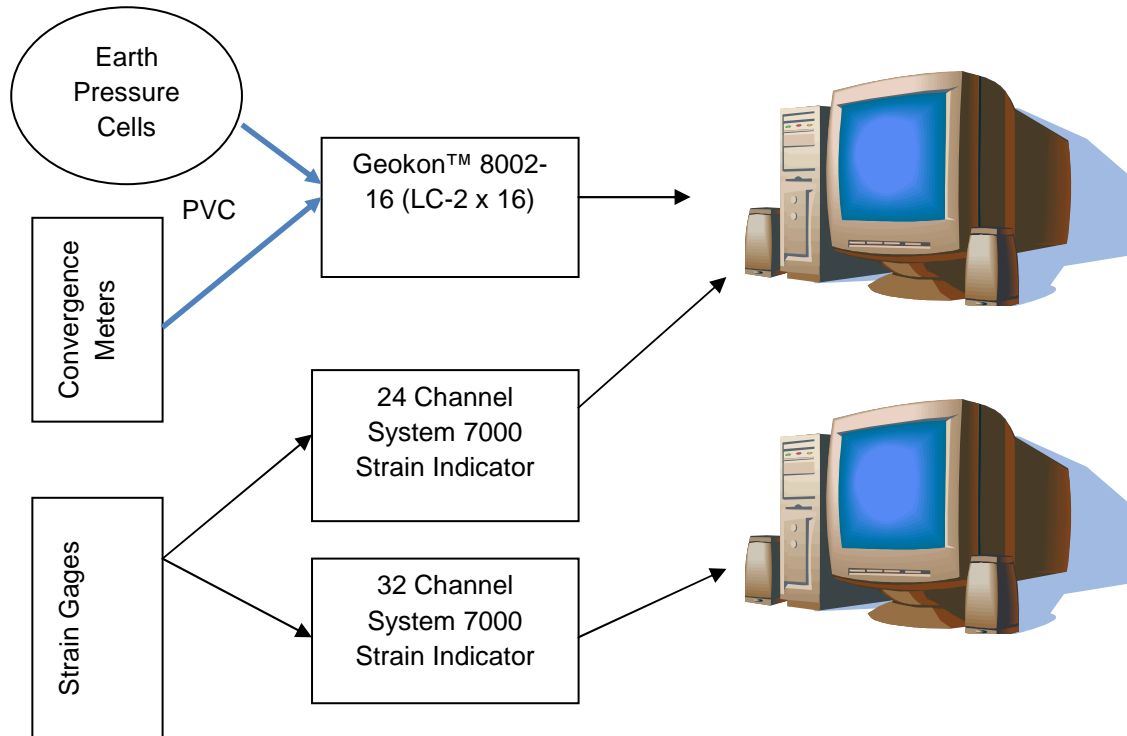 Earth
Pressure
Cells
PVC
Geokon™ 8002-
16 (LC-2 x 16)
Convergence
Meters
24 Channel
System 7000
Strain Indicator
Strain Gages
32 Channel
System 7000
Strain Indicator